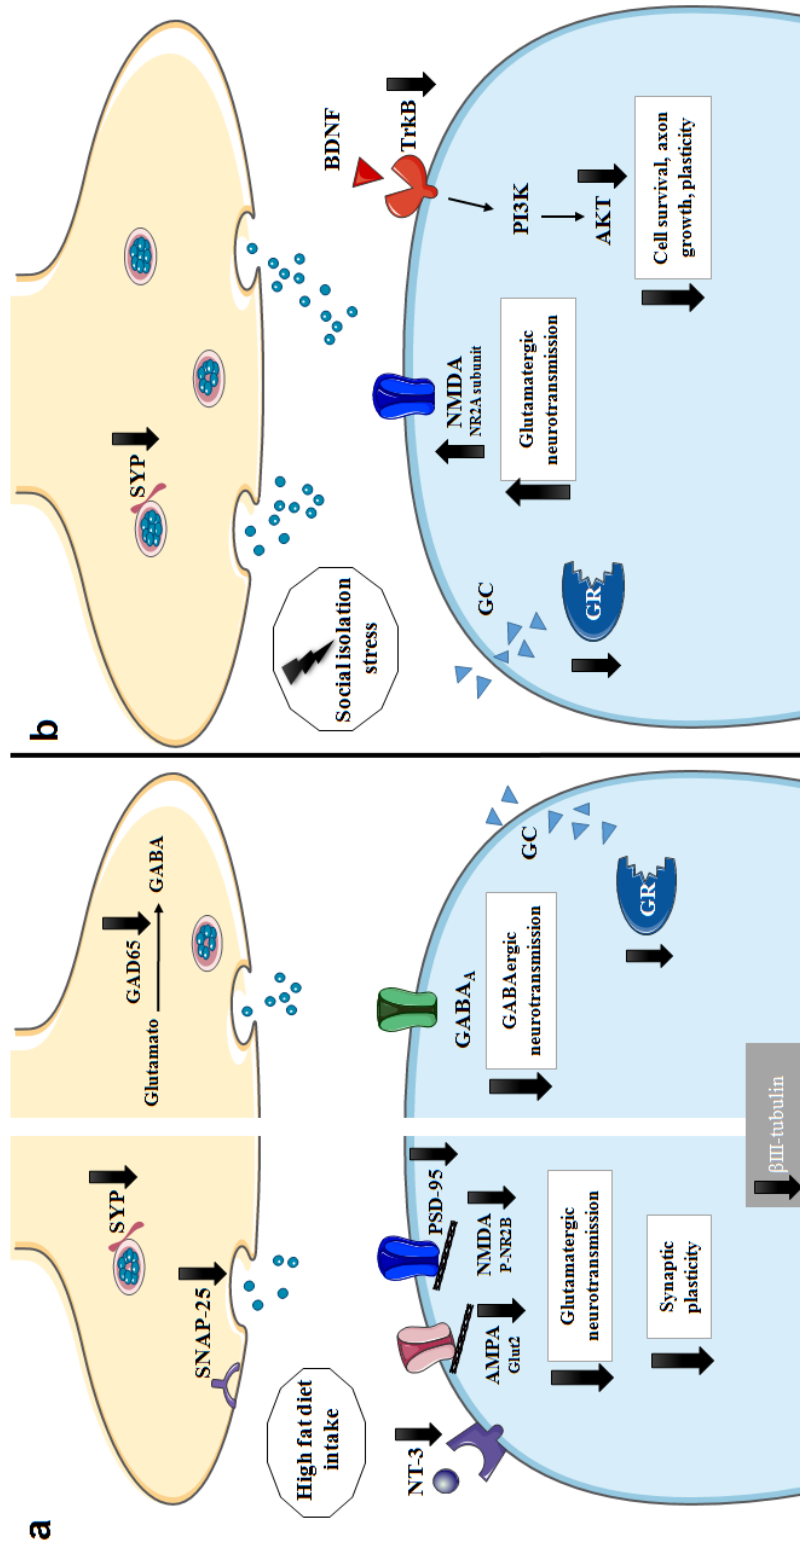 a
High fat diet
intake
SYP
SNAP-25
NT-3
AMPA
Glut2
PSD-95
NMDA
P-NR2B
Glutamatergic
neurotransmission
Synaptic
plasticity
GAD65
Glutamato
GABA
GABAA
GABAergic
neurotransmission
GC
GR
βIII-tubulin
b
Social isolation
stress
SYP
GC
GR
NMDA
NR2A subunit
Glutamatergic
neurotransmission
BDNF
TrkB
PI3K
AKT
Cell survival, axon
growth, plasticity